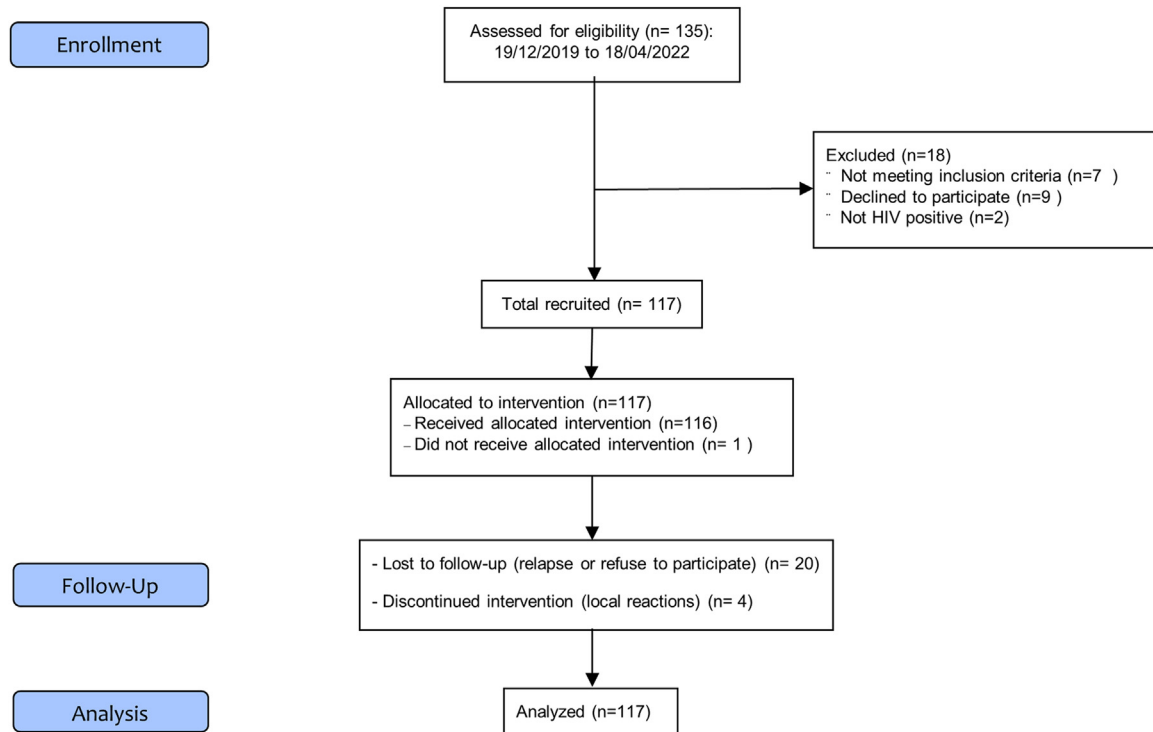 Enrollment
Assessed for eligibility (n= 135):
19/12/2019 to 18/04/2022
Excluded (n=18)
¨ Not meeting inclusion criteria (n=7 )
¨ Declined to participate (n=9 )
¨ Not HIV positive (n=2)
Total recruited (n= 117)
Allocated to intervention (n=117)
– Received allocated intervention (n=116)
– Did not receive allocated intervention (n= 1 )
Follow-Up
- Lost to follow-up (relapse or refuse to participate) (n= 20)
- Discontinued intervention (local reactions) (n= 4)
Analysis
Analyzed (n=117)